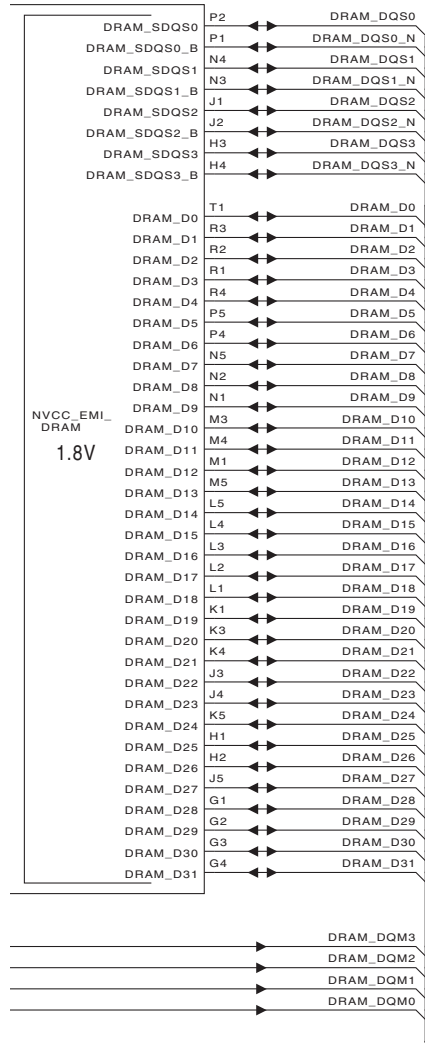 DRAM_SDQS0 P2 DRAM_DQS0
DRAM_SDQS0_B P1 DRAM_DQS0_N
DRAM_SDQS1 N4 DRAM_DQS1
DRAM_SDQS1_B N3 DRAM_DQS1_N
DRAM_SDQS2 J1 DRAM_DQS2
DRAM_SDQS2_B J2 DRAM_DQS2_N
DRAM_SDQS3 H3 DRAM_DQS3
DRAM_SDQS3_B H4 DRAM_DQS3_N
DRAM_D0 T1 DRAM_D0
DRAM_D1 R3 DRAM_D1
DRAM_D2 R2 DRAM_D2
DRAM_D3 R1 DRAM_D3
DRAM_D4 R4 DRAM_D4
DRAM_D5 P5 DRAM_D5
DRAM_D6 P4 DRAM_D6
DRAM_D7 N5 DRAM_D7
DRAM_D8 N2 DRAM_D8
DRAM_D9 N1 DRAM_D9
NVCC_EMI_
DRAM
1.8V
DRAM_D10 M3 DRAM_D10
DRAM_D11 M4 DRAM_D11
DRAM_D12 M1 DRAM_D12
DRAM_D13 M5 DRAM_D13
DRAM_D14 L5 DRAM_D14
DRAM_D15 L4 DRAM_D15
DRAM_D16 L3 DRAM_D16
DRAM_D17 L2 DRAM_D17
DRAM_D18 L1 DRAM_D18
DRAM_D19 K1 DRAM_D19
DRAM_D20 K3 DRAM_D20
DRAM_D21 K4 DRAM_D21
DRAM_D22 J3 DRAM_D22
DRAM_D23 J4 DRAM_D23
DRAM_D24 K5 DRAM_D24
DRAM_D25 H1 DRAM_D25
DRAM_D26 H2 DRAM_D26
DRAM_D27 J5 DRAM_D27
DRAM_D28 G1 DRAM_D28
DRAM_D29 G2 DRAM_D29
DRAM_D30 G3 DRAM_D30
DRAM_D31 G4 DRAM_D31
DRAM_DQM3
DRAM_DQM2
DRAM_DQM1
DRAM_DQM0